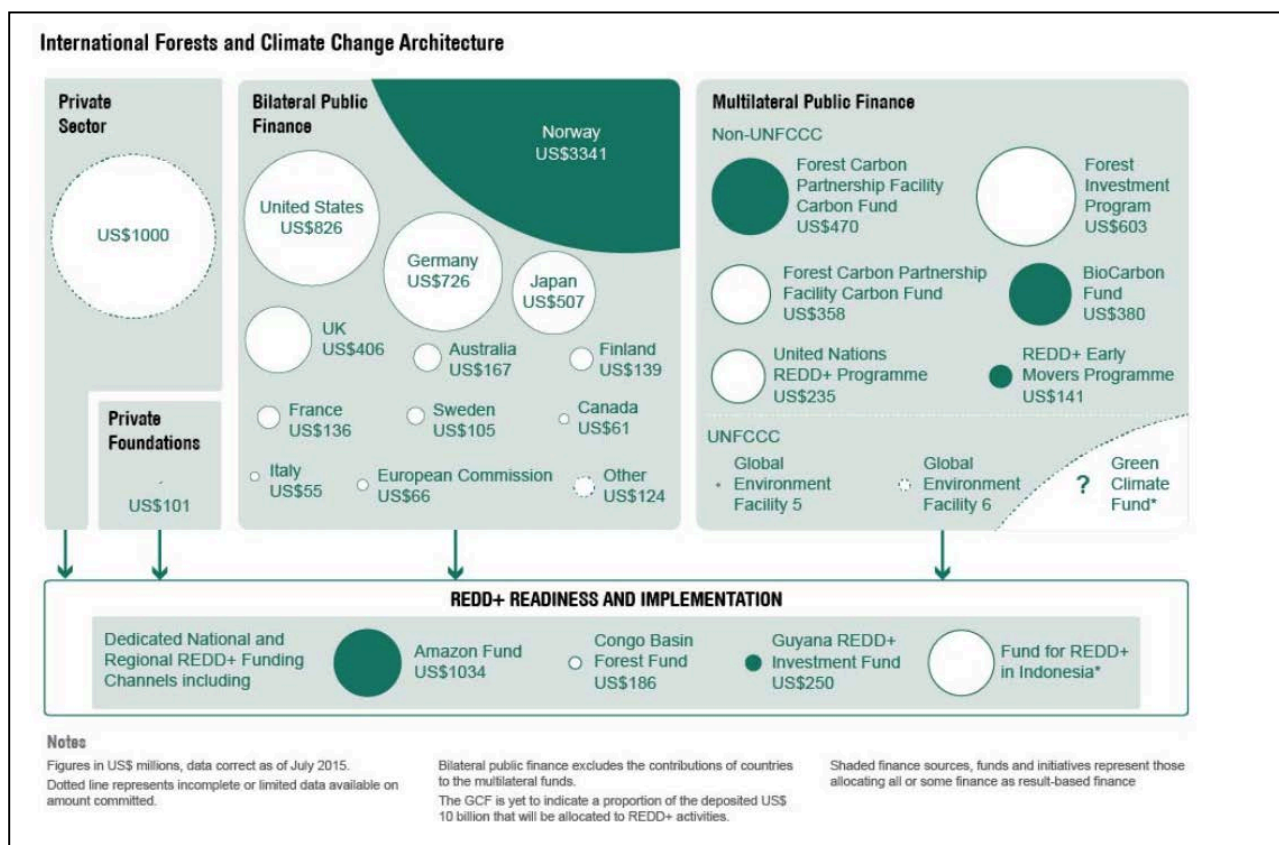 International Forests and Climate Change Architecture
Private
Sector
US$1000
Private
Foundations
US$101
Bilateral Public
Finance
Norway
US$3341
United States
US$826
Germany
US$726
Japan
US$507
UK
US$406
Australia
US$167
Finland
US$139
France
US$136
Sweden
US$105
Canada
US$61
Italy
US$55
European Commission
US$66
Other
US$124
Multilateral Public Finance
Non-UNFCCC
Forest Carbon
Partnership Facility
Carbon Fund
US$470
Forest
Investment
Program
US$603
Forest Carbon Partnership
Facility Carbon Fund
US$358
BioCarbon
Fund
US$380
United Nations
REDD+ Programme
US$235
REDD+ Early
Movers Programme
US$141
UNFCCC
Global
Environment
Facility 5
Global
Environment
Facility 6
?
Green
Climate
Fund*
REDD+ READINESS AND IMPLEMENTATION
Dedicated National and
Regional REDD+ Funding
Channels including
Amazon Fund
US$1034
Congo Basin
Forest Fund
US$186
Guyana REDD+
Investment Fund
US$250
Fund for REDD+
in Indonesia*
Notes
Figures in US$ millions, data correct as of July 2015.
Dotted line represents incomplete or limited data available on
amount committed.
Bilateral public finance excludes the contributions of countries
to the multilateral funds.
The GCF is yet to indicate a proportion of the deposited US$
10 billion that will be allocated to REDD+ activities.
Shaded finance sources, funds and initiatives represent those
allocating all or some finance as result-based finance